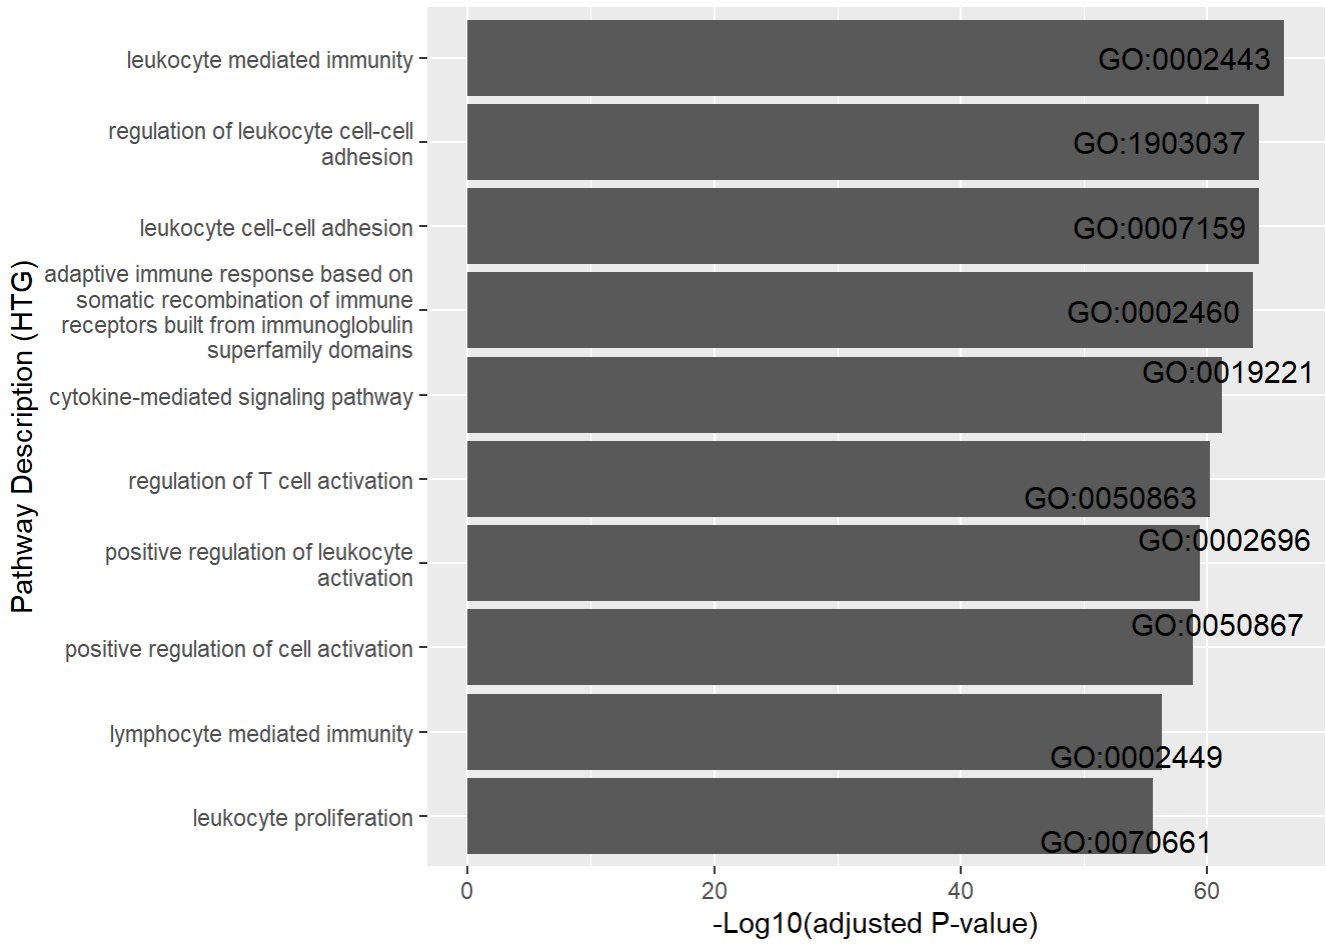 leukocyte mediated immunity
GO:0002443
regulation of leukocyte cell-cell
adhesion
GO:1903037
leukocyte cell-cell adhesion
GO:0007159
adaptive immune response based on
somatic recombination of immune
receptors built from immunoglobulin
superfamily domains
GO:0002460
cytokine-mediated signaling pathway
GO:0019221
regulation of T cell activation
GO:0050863
positive regulation of leukocyte
activation
GO:0002696
positive regulation of cell activation
GO:0050867
lymphocyte mediated immunity
GO:0002449
leukocyte proliferation
GO:0070661
Pathway Description (HTG)
0 20 40 60
-Log10(adjusted P-value)